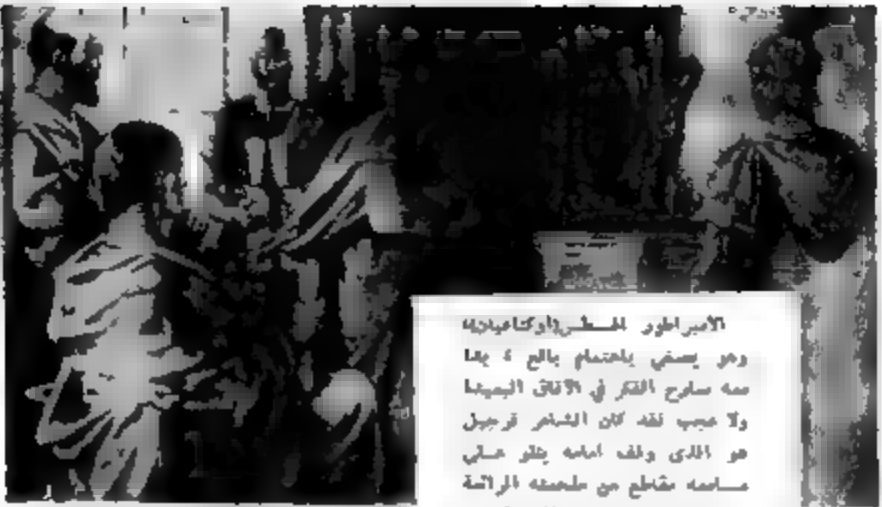 الامبراطور
وهو يصغي باهتمام بالغ
سارح الفكر في الآفاق البعيدة
ولا عجب فقد كان الشاعر فرجيل
هو الذى وقف امامه يتلو على
مسامعه مقاطع من ملحمته الرائعة